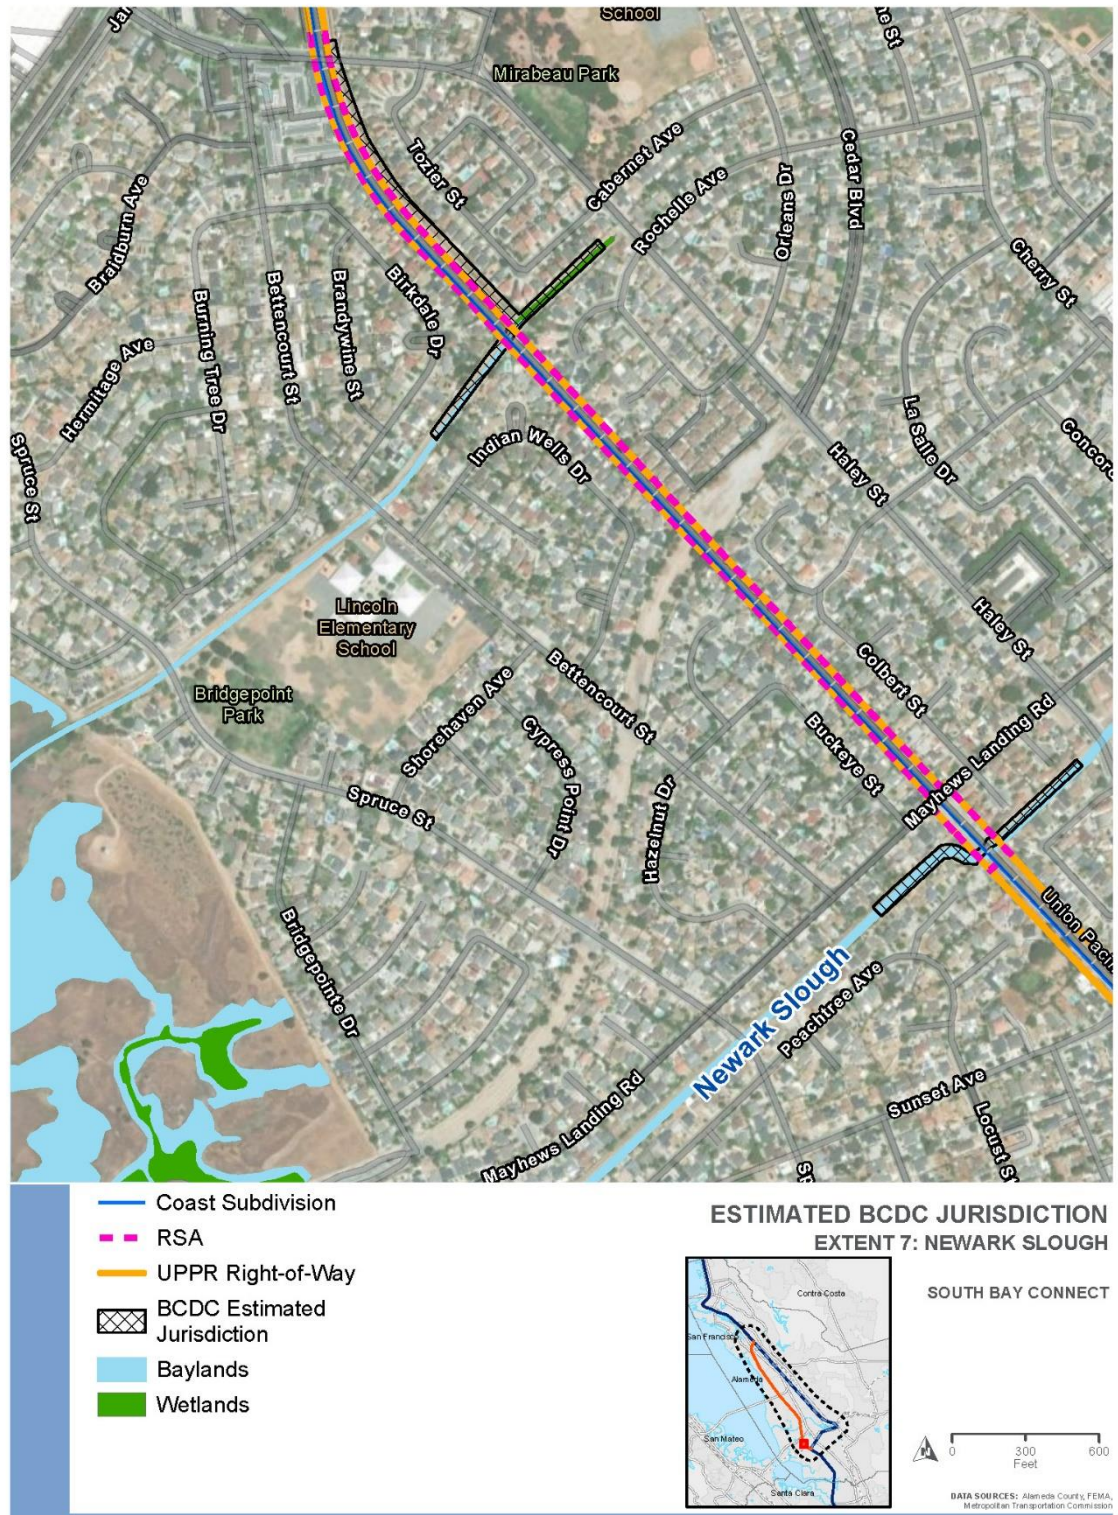 School
Mirabeau Park
Cedar Blvd
Cabernet Ave
Tozier St
Rochelle Ave
Orleans Dr
Braidburn Ave
Cherry St
Birkdale Dr
Brandywine St
Bettencourt St
Burning Tree Dr
Hermitage Ave
La Salle Dr
Spruce St
Indian Wells Dr
Haley St
Lincoln
Elementary
School
Haley St
Colbert St
Bettencourt St
Bridgepoint
Park
Shorehaven Ave
Cypress Point Dr
Buckeye St
Mayhews Landing Rd
Spruce St
Hazelnut Dr
Union Pacif
Bridgepointe Dr
Newark Slough
Peachtree Ave
Mayhews Landing Rd
Sunset Ave
Locust St
Coast Subdivision
RSA
UPPR Right-of-Way
BCDC Estimated
Jurisdiction
Baylands
Wetlands
ESTIMATED BCDC JURISDICTION
EXTENT 7: NEWARK SLOUGH
SOUTH BAY CONNECT
Contra Costa
San Francisco
Alameda
San Mateo
Santa Clara
N
0 300 600
Feet
DATA SOURCES: Alameda County, FEMA,
Metropolitan Transportation Commission